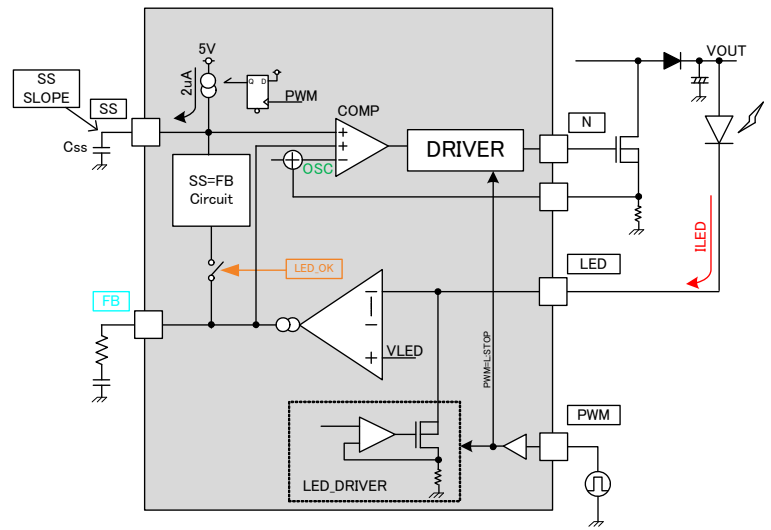 5V
VOUT
SS
SLOPE
SS
2uA
Q D
PWM
COMP
N
Css
+
+
−
OSC
DRIVER
SS=FB
Circuit
ILED
LED_OK
LED
FB
−
−
+
VLED
PWM=L:STOP
PWM
LED_DRIVER